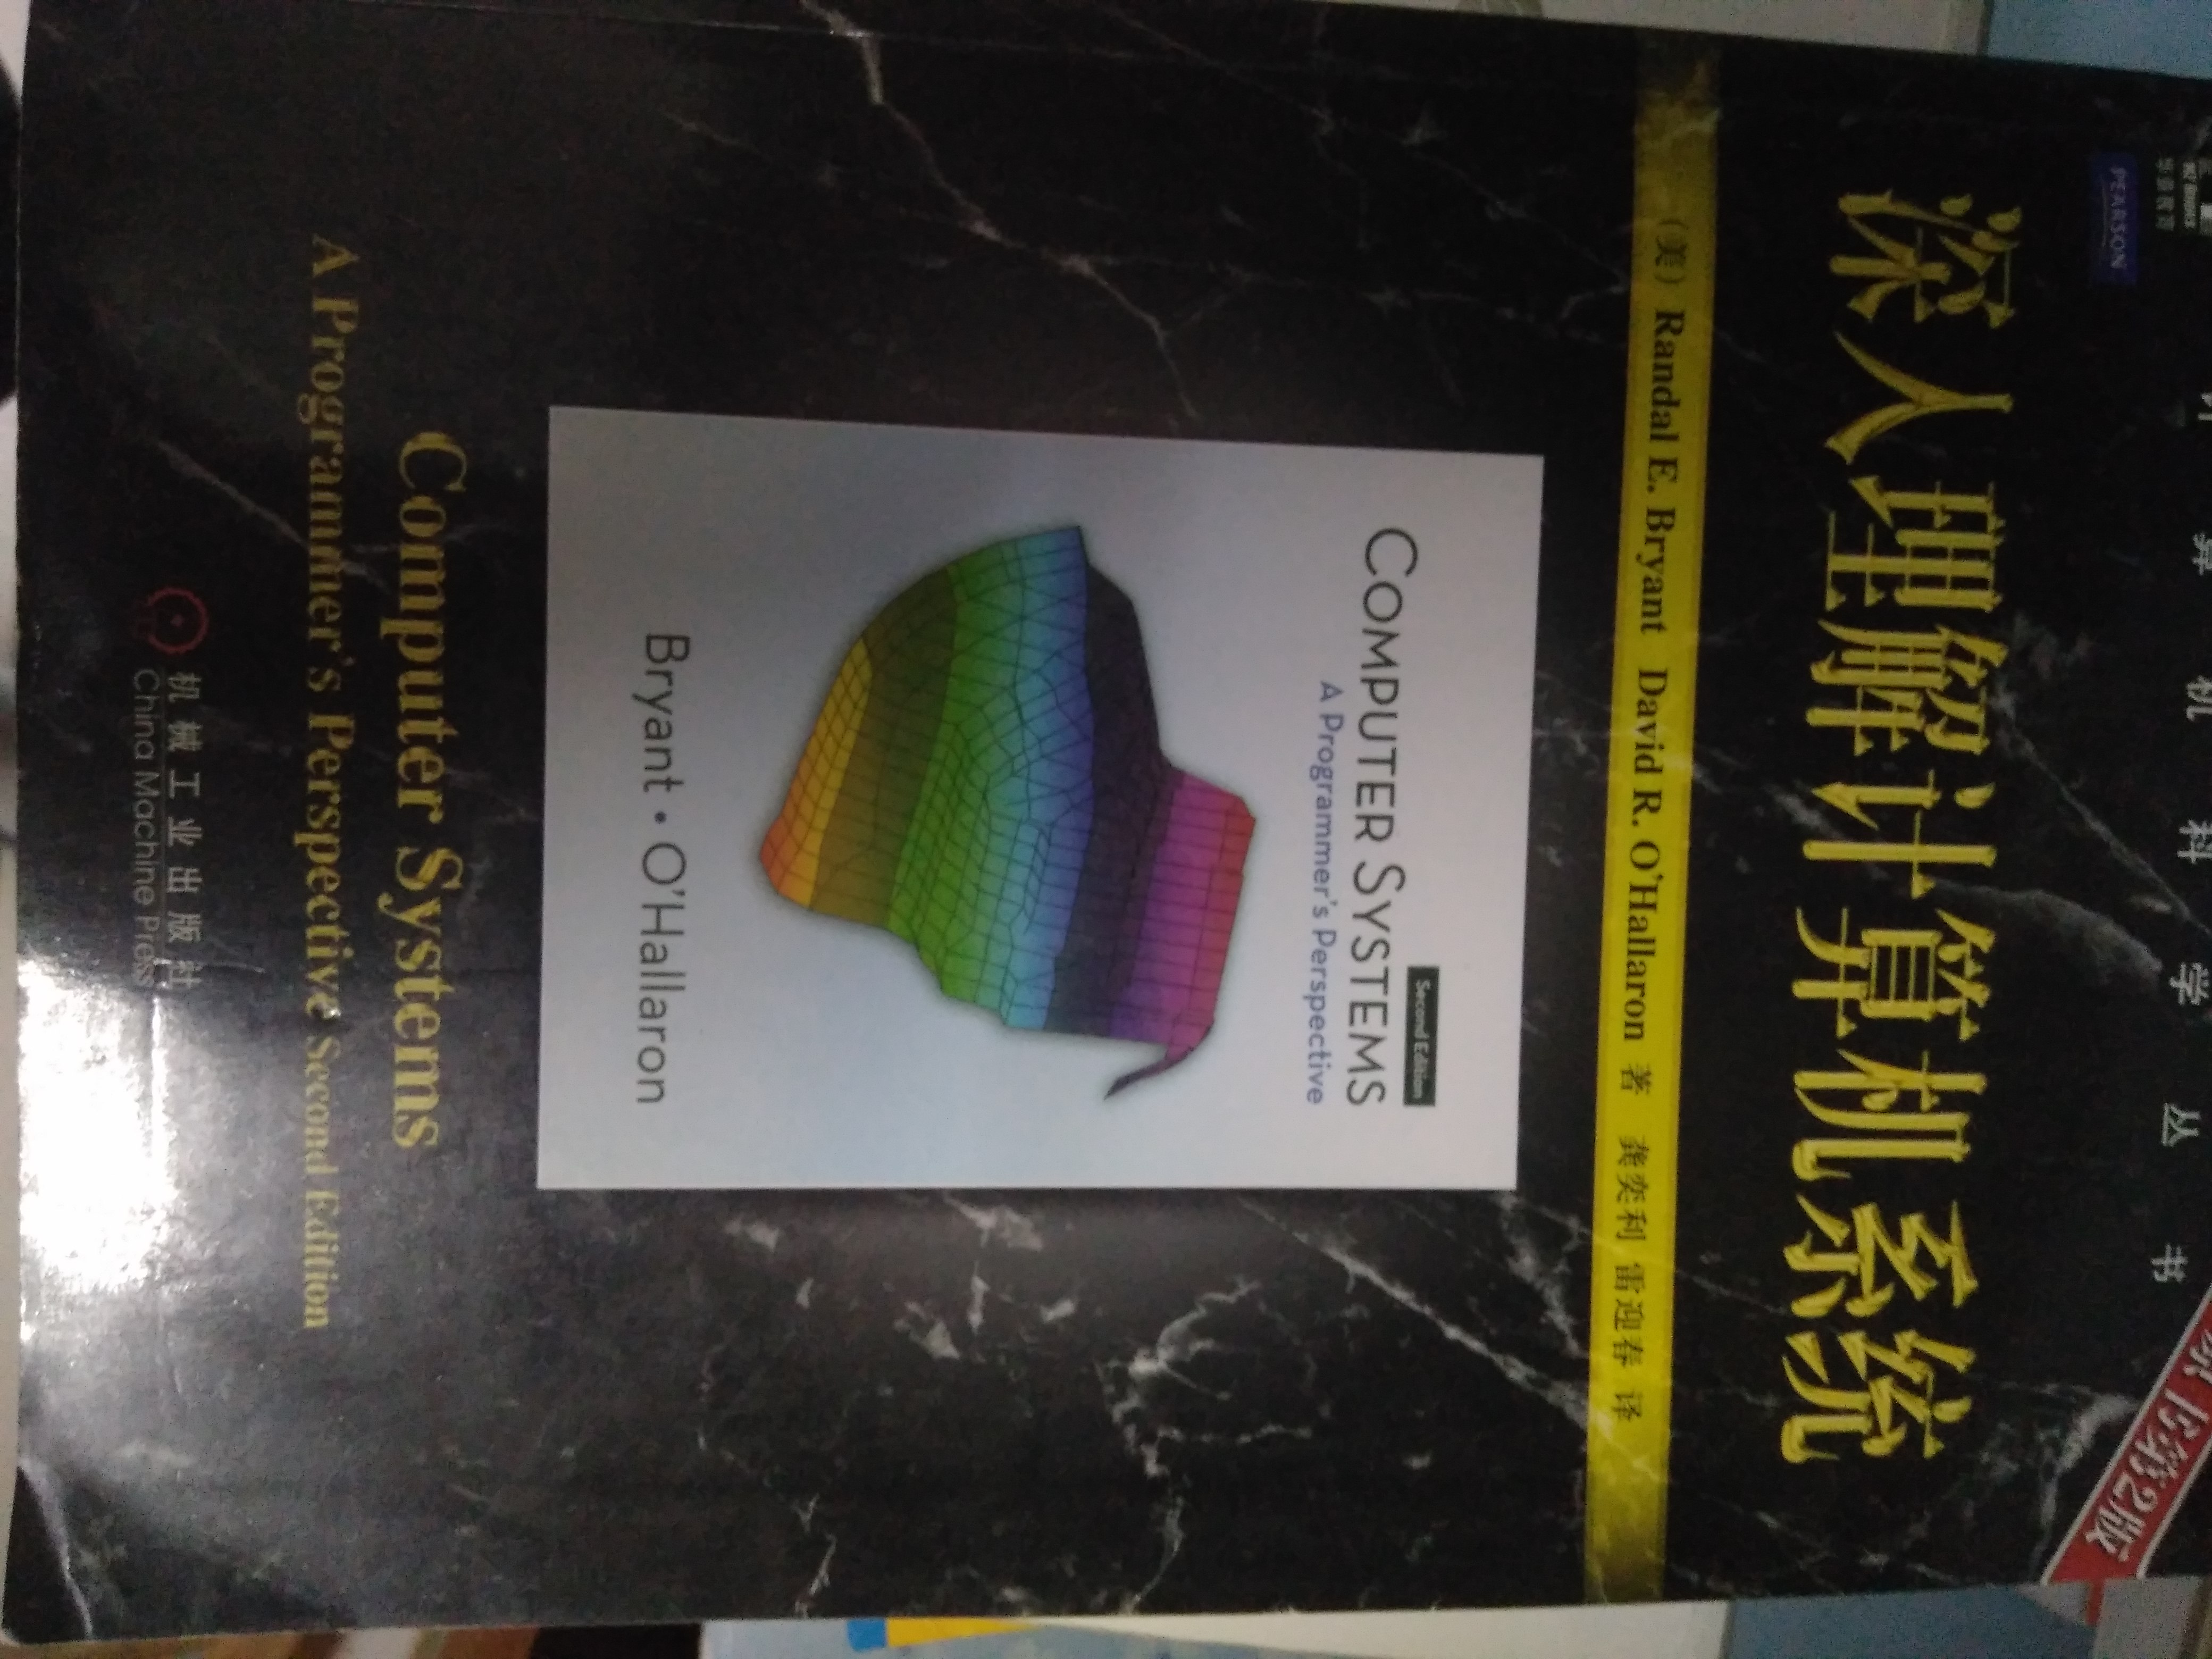 计算机科学丛书
原书第2版
HZ BOOKS
华章教育
PEARSON
深入理解计算机系统
(美) Randal E. Bryant David R. O'Hallaron 著 龚奕利 雷迎春 译
Second Edition
COMPUTER SYSTEMS
A Programmer's Perspective
Bryant · O'Hallaron
Computer Systems
A Programmer's Perspective Second Edition
机械工业出版社
China Machine Press